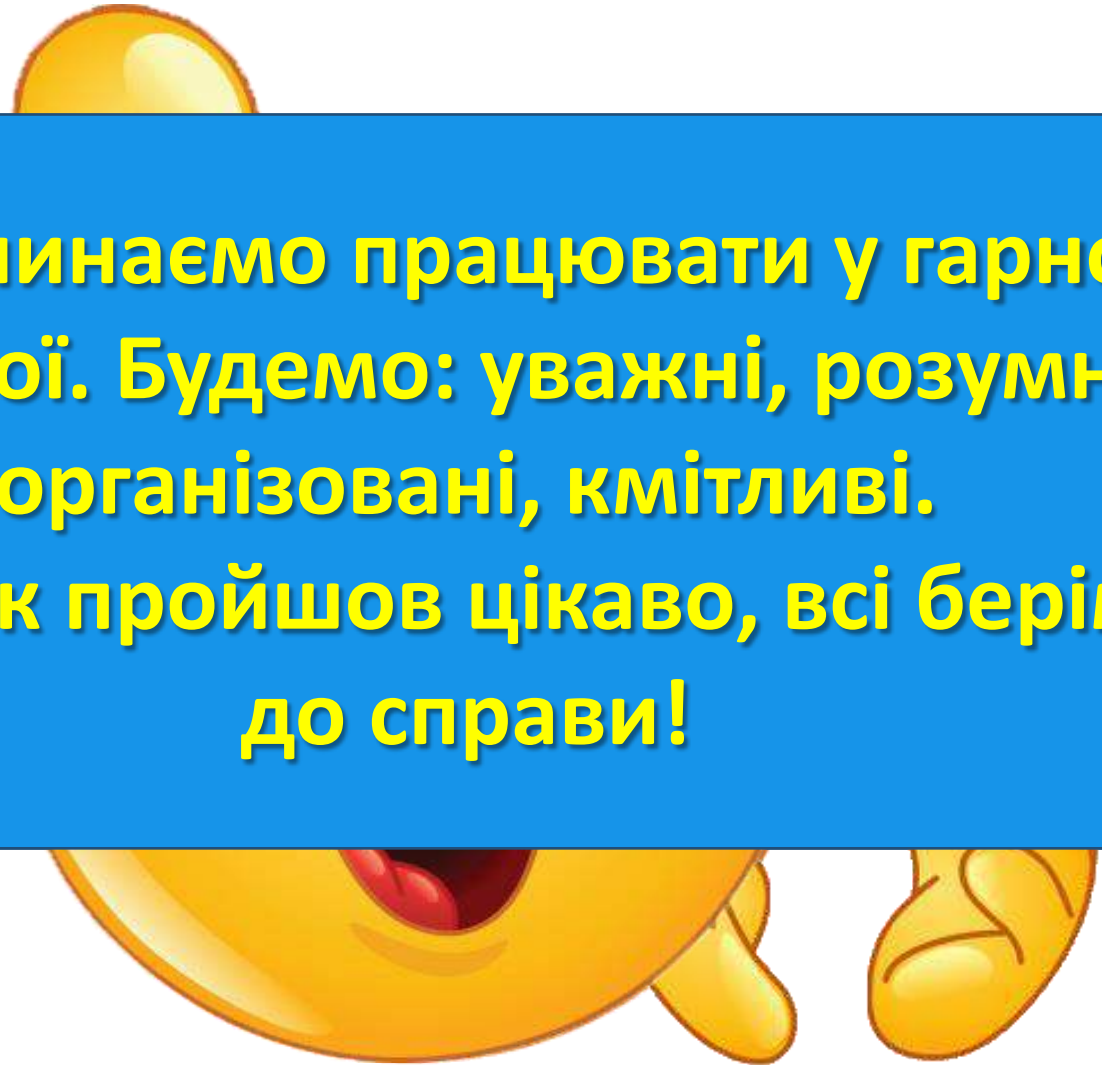 инаємо працювати у гарн
ої. Будемо: уважні, розумн
організовані, кмітливі.
к пройшов цікаво, всі бері
до справи!